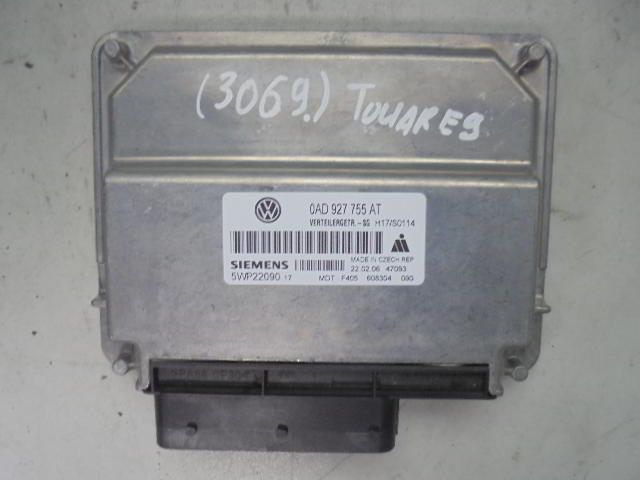 (3069.) TOUAREG
0AD 927 755 AT
VERTEILERGETR.-SG H17/S0114
SIEMENS
MADE IN CZECH REP
22.02.06 47093
5WP22090 17 MDT F405 608304 090